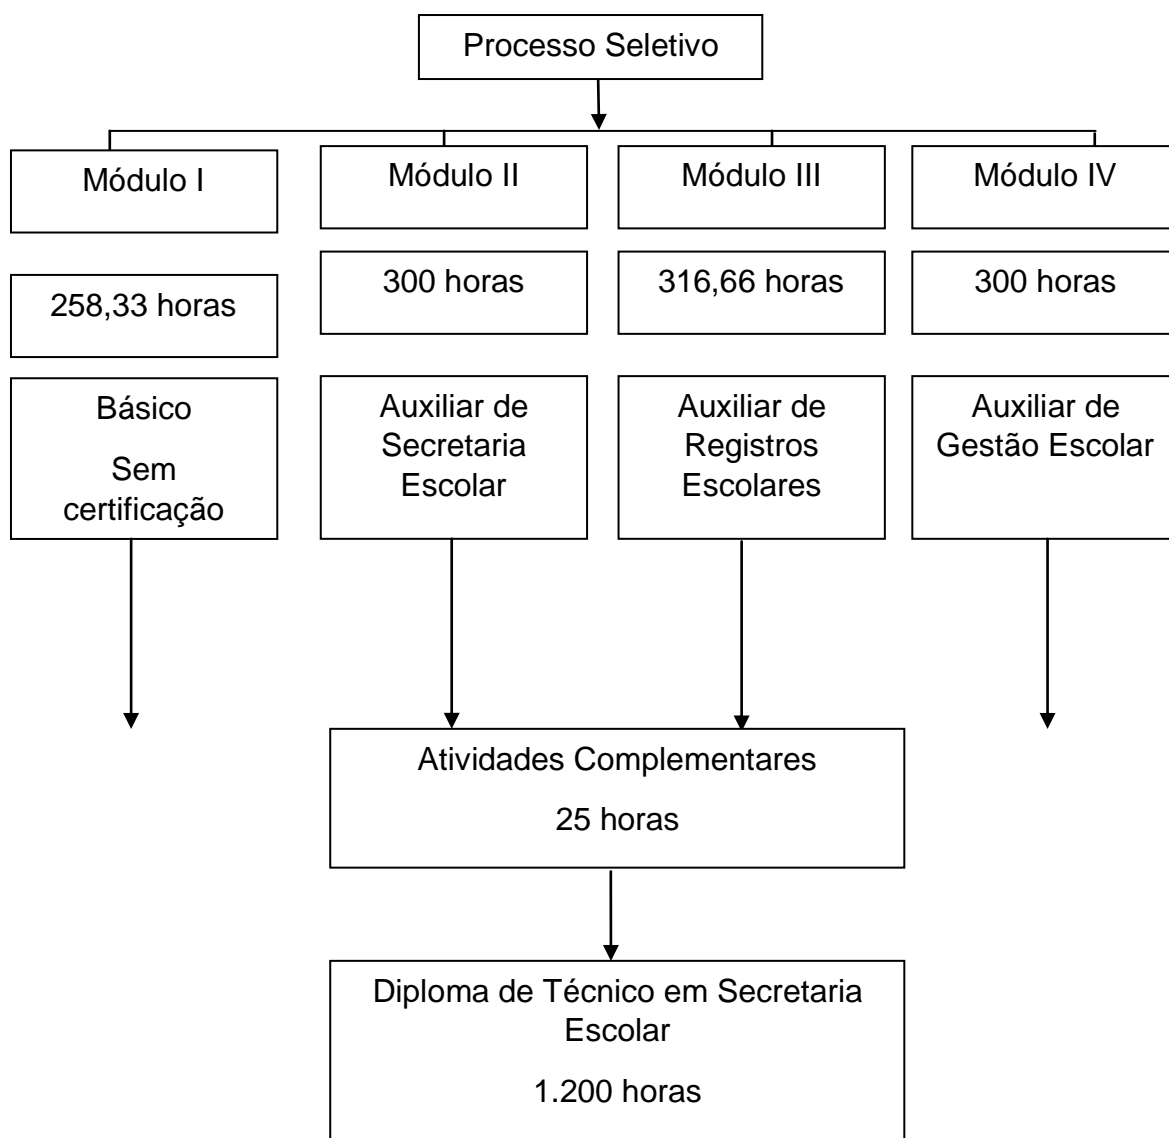 Processo Seletivo
Módulo I
Módulo II
Módulo III
Módulo IV
258,33 horas
300 horas
316,66 horas
300 horas
Básico
Sem
certificação
Auxiliar de
Secretaria
Escolar
Auxiliar de
Registros
Escolares
Auxiliar de
Gestão Escolar
Atividades Complementares
25 horas
Diploma de Técnico em Secretaria
Escolar
1.200 horas